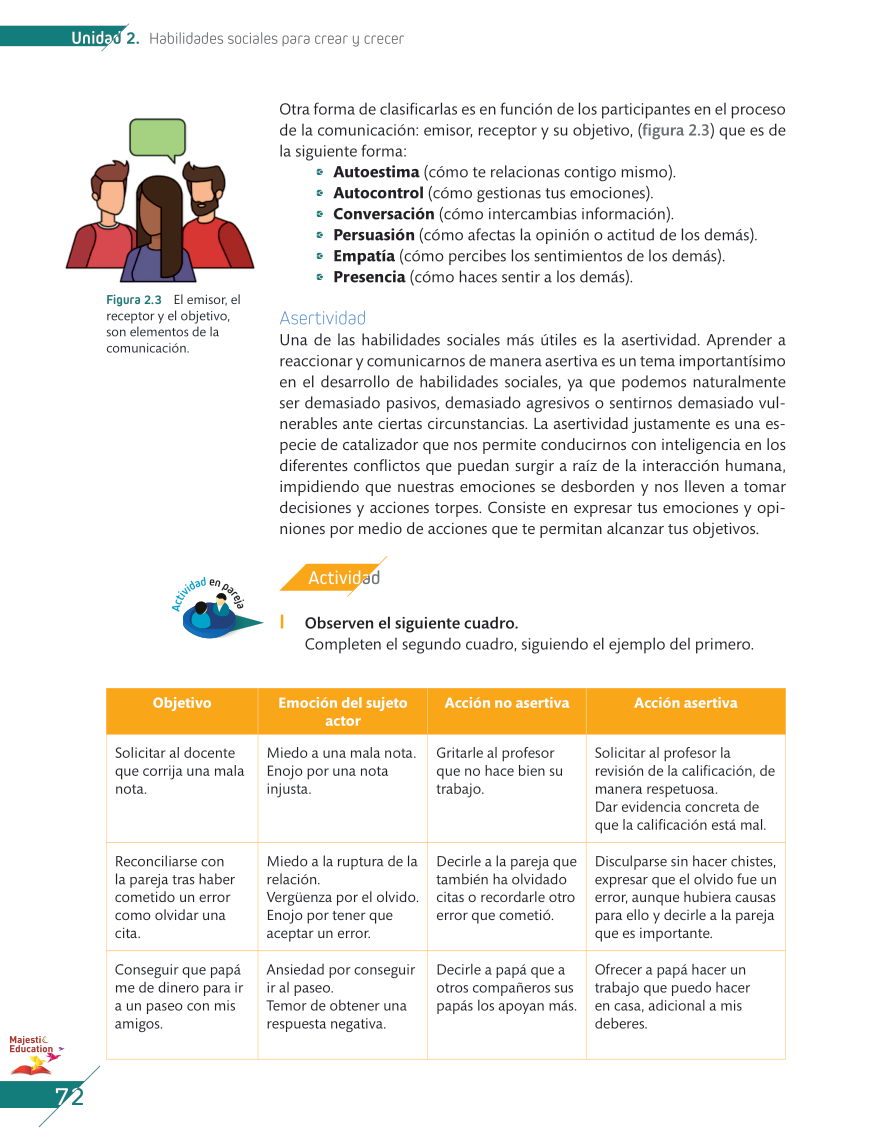 Unidad 2. Habilidades sociales para crear y crecer
Otra forma de clasificarlas es en función de los participantes en el proceso
de la comunicación: emisor, receptor y su objetivo, (figura 2.3) que es de
la siguiente forma:
Autoestima (cómo te relacionas contigo mismo).
Autocontrol (cómo gestionas tus emociones).
Conversación (cómo intercambias información).
Persuasión (cómo afectas la opinión o actitud de los demás).
Empatía (cómo percibes los sentimientos de los demás).
Presencia (cómo haces sentir a los demás).
Figura 2.3 El emisor, el
receptor y el objetivo,
son elementos de la
comunicación.
Asertividad
Una de las habilidades sociales más útiles es la asertividad. Aprender a
reaccionar y comunicarnos de manera asertiva es un tema importantísimo
en el desarrollo de habilidades sociales, ya que podemos naturalmente
ser demasiado pasivos, demasiado agresivos o sentirnos demasiado vul-
nerables ante ciertas circunstancias. La asertividad justamente es una es-
pecie de catalizador que nos permite conducirnos con inteligencia en los
diferentes conflictos que puedan surgir a raíz de la interacción humana,
impidiendo que nuestras emociones se desborden y nos lleven a tomar
decisiones y acciones torpes. Consiste en expresar tus emociones y opi-
niones por medio de acciones que te permitan alcanzar tus objetivos.
Actividad en pareja
Actividad
I Observen el siguiente cuadro.
Completen el segundo cuadro, siguiendo el ejemplo del primero.
Objetivo
Emoción del sujeto
actor
Acción no asertiva
Acción asertiva
Solicitar al docente
que corrija una mala
nota.
Miedo a una mala nota.
Enojo por una nota
injusta.
Gritarle al profesor
que no hace bien su
trabajo.
Solicitar al profesor la
revisión de la calificación, de
manera respetuosa.
Dar evidencia concreta de
que la calificación está mal.
Reconciliarse con
la pareja tras haber
cometido un error
como olvidar una
cita.
Miedo a la ruptura de la
relación.
Vergüenza por el olvido.
Enojo por tener que
aceptar un error.
Decirle a la pareja que
también ha olvidado
citas o recordarle otro
error que cometió.
Disculparse sin hacer chistes,
expresar que el olvido fue un
error, aunque hubiera causas
para ello y decirle a la pareja
que es importante.
Conseguir que papá
me de dinero para ir
a un paseo con mis
amigos.
Ansiedad por conseguir
ir al paseo.
Temor de obtener una
respuesta negativa.
Decirle a papá que a
otros compañeros sus
papás los apoyan más.
Ofrecer a papá hacer un
trabajo que puedo hacer
en casa, adicional a mis
deberes.
Majestic
Education
72